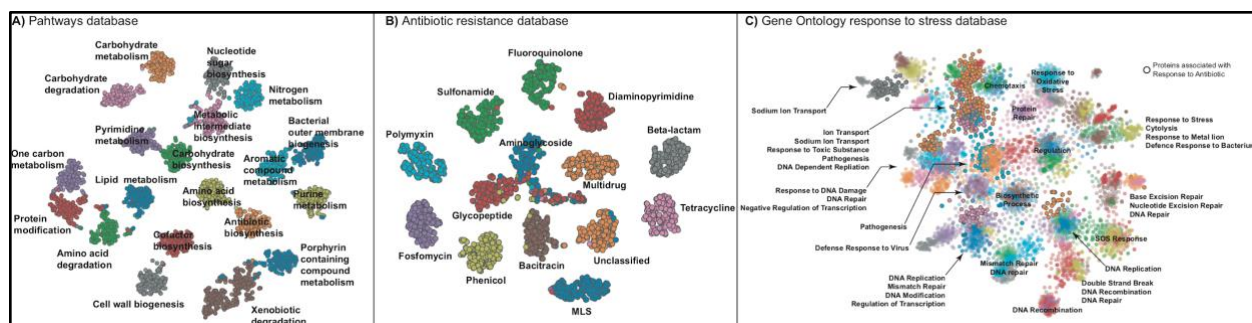 A) Pahtways database
Carbohydrate
metabolism
Nucleotide
sugar
biosynthesis
Carbohydrate
degradation
Nitrogen
metabolism
Metabolic
intermediate
biosynthesis
Bacterial
outer membrane
biogenesis
Pyrimidine
metabolism
One carbon
metabolism
Carbohydrate
biosynthesis
Aromatic
compound
metabolism
Lipid metabolism
Amino acid
biosynthesis
Purine
metabolism
Protein
modification
Antibiotic
biosynthesis
Cofactor
biosynthesis
Amino acid
degradation
Porphyrin
containing
compound
metabolism
Cell wall biogenesis
Xenobiotic
degradation
B) Antibiotic resistance database
Fluoroquinolone
Sulfonamide
Diaminopyrimidine
Polymyxin
Aminoglycoside
Beta-lactam
Multidrug
Glycopeptide
Tetracycline
Fosfomycin
Phenicol
Bacitracin
Unclassified
MLS
C) Gene Ontology response to stress database
Proteins associated with
Response to Antibiotic
Response to
Oxidative
Stress
Chemotaxis
Sodium Ion Transport
Protein
Repair
Ion Transport
Sodium Ion Transport
Response to Toxic Substance
Pathogenesis
DNA Dependent Repliation
Response to Stress
Cytolysis
Response to Metal Iion
Defence Response to Bacterium
Regulation
Response to DNA Damage
DNA Repair
Negative Regulation of Transcription
Biosynthetic
Process
Base Excision Repair
Nucleotide Excision Repair
DNA Repair
Pathogenesis
Defense Response to Virus
SOS Response
Mismatch Repair
DNA repair
DNA Replication
DNA Replication
Mismatch Repair
DNA Modification
Regulation of Transcription
Double Strand Break
DNA Recombination
DNA Repair
DNA Recombination